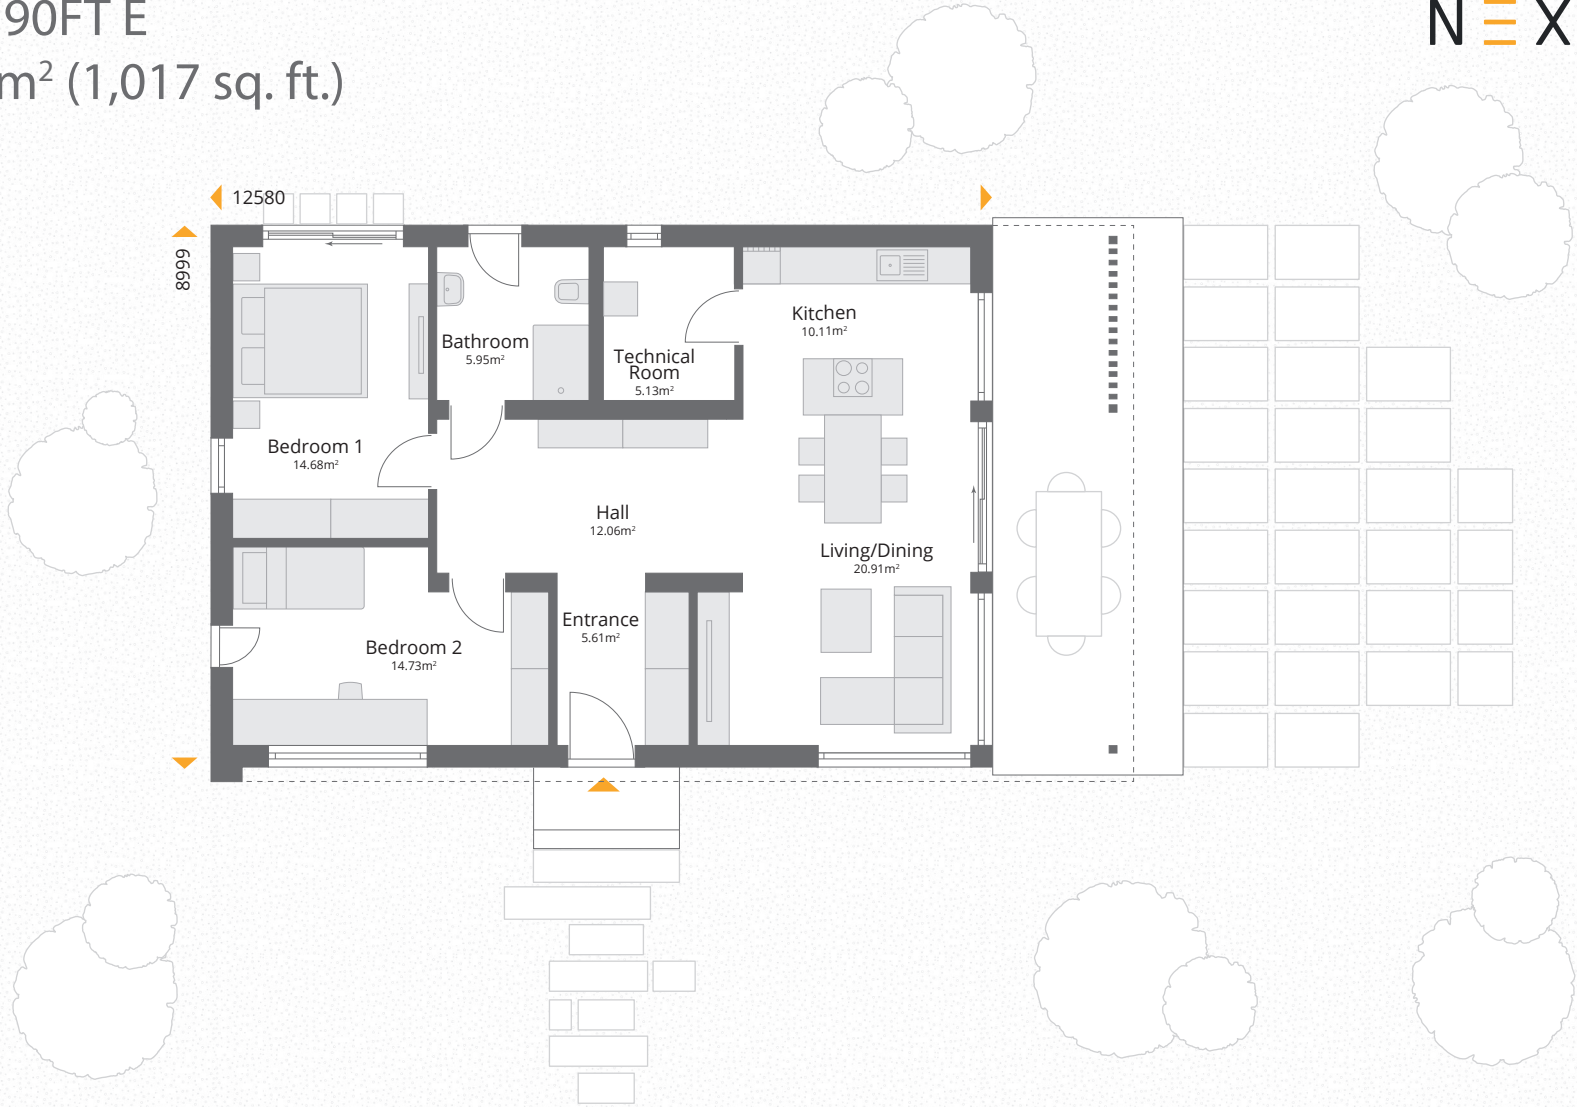 90FT E
m² (1,017 sq. ft.)
N Ξ X
12580
8999
Kitchen
10.11m²
Bathroom
5.95m²
Technical
Room
5.13m²
Bedroom 1
14.68m²
Hall
12.06m²
Living/Dining
20.91m²
Entrance
5.61m²
Bedroom 2
14.73m²